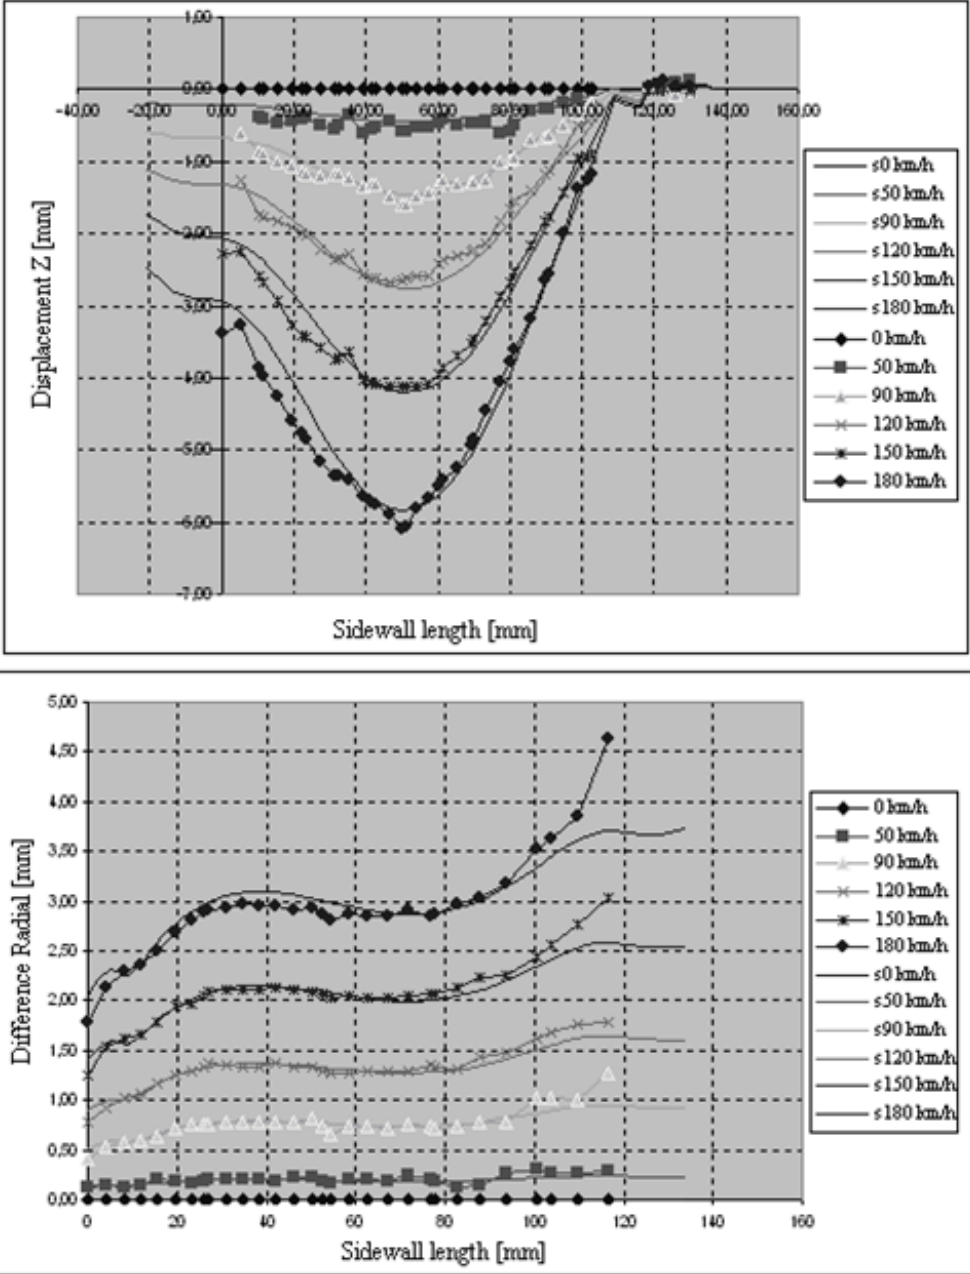 1,00
0,00
-40,00 -20,00 0,00 20,00 40,00 60,00 80,00 100,00 120,00 140,00 160,00
-1,00
-2,00
-3,00
-4,00
-5,00
-6,00
-7,00
Displacement Z [mm]
Sidewall length [mm]
s0 km/h
s50 km/h
s90 km/h
s120 km/h
s150 km/h
s180 km/h
0 km/h
50 km/h
90 km/h
120 km/h
150 km/h
180 km/h
5,00
4,50
4,00
3,50
3,00
2,50
2,00
1,50
1,00
0,50
0,00
0 20 40 60 80 100 120 140 160
Difference Radial [mm]
Sidewall length [mm]
0 km/h
50 km/h
90 km/h
120 km/h
150 km/h
180 km/h
s0 km/h
s50 km/h
s90 km/h
s120 km/h
s150 km/h
s180 km/h